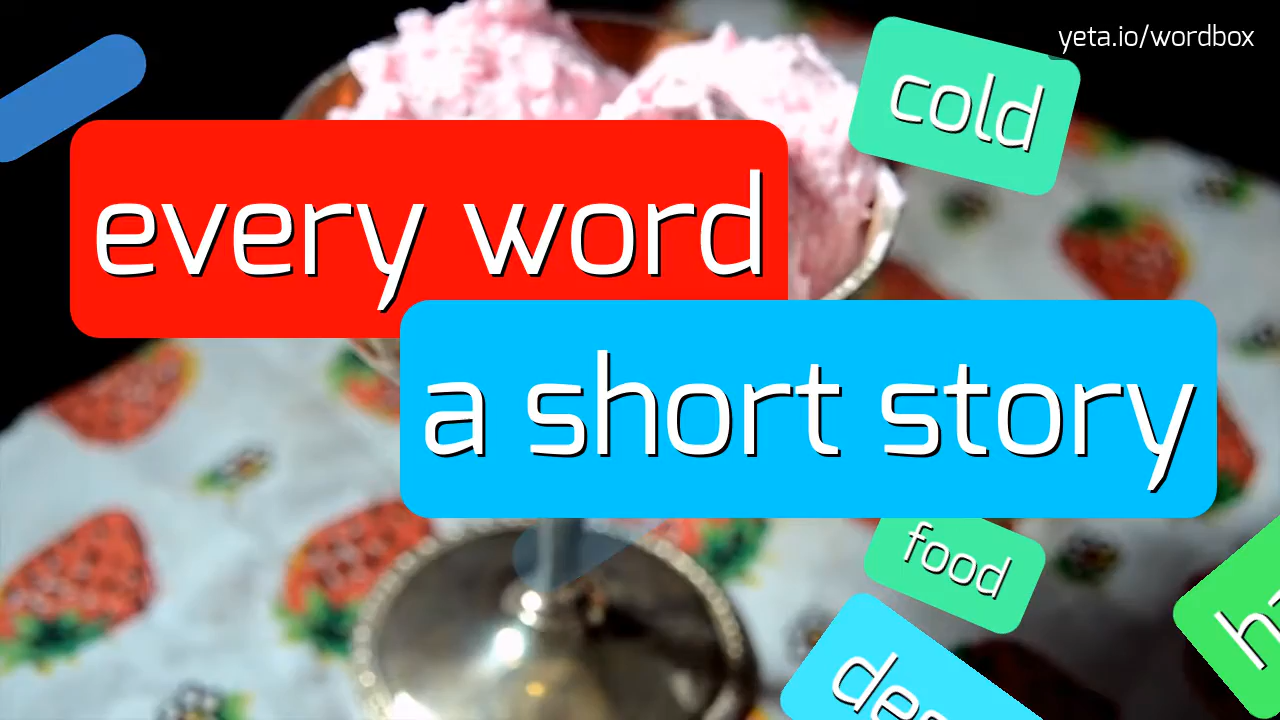 yeta.io/wordbox
cold
every word
a short story
food